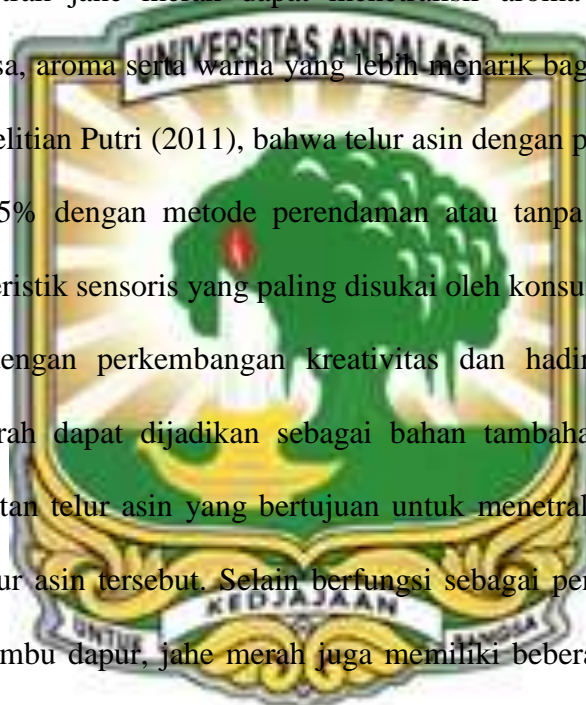 jahe merah dapat menetralisir aroma
UNIVERSITAS ANDALAS
sa, aroma serta warna yang lebih menarik bag
elitian Putri (2011), bahwa telur asin dengan p
5% dengan metode perendaman atau tanpa
eristik sensoris yang paling disukai oleh konsu
dengan perkembangan kreativitas dan hadir
rah dapat dijadikan sebagai bahan tambaha
tan telur asin yang bertujuan untuk menetral
ur asin tersebut. Selain berfungsi sebagai per
KEDJAJAAN
UNTUK BANGSA
mbu dapur, jahe merah juga memiliki bebera